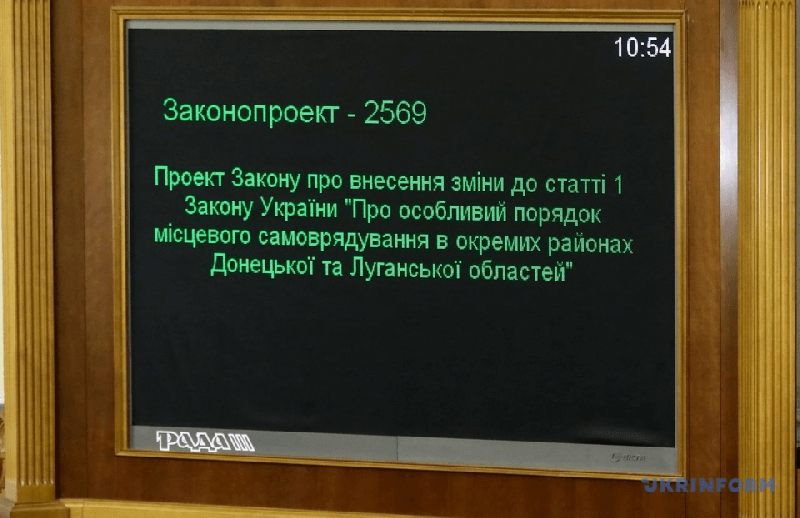 10:54
Законопроект - 2569
Проект Закону про внесення зміни до статті 1
Закону України "Про особливий порядок
місцевого самоврядування в окремих районах
Донецької та Луганської областей"
РАДА III
UKRINFORM